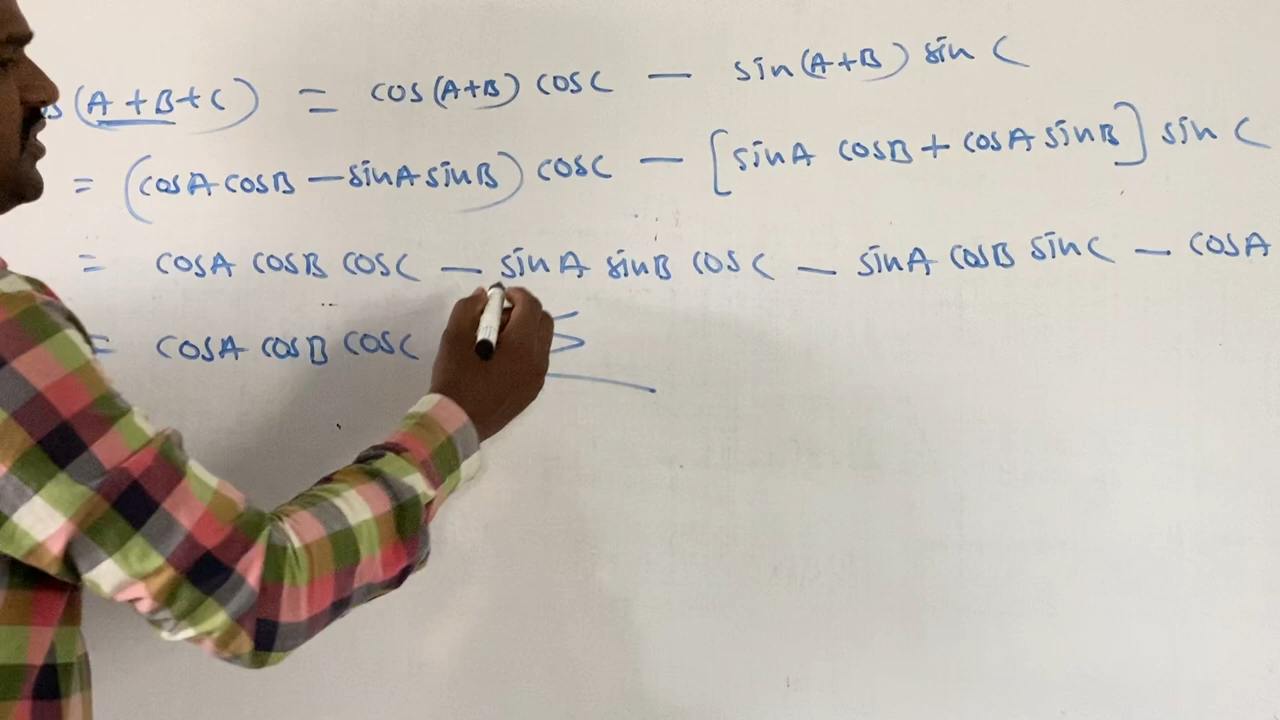 (A+B+C) = cos(A+B) cosC — sin(A+B) sin C
= (cosA cosB — sinA sinB) cosC — [sinA cosB + cosA sinB] sin C
= cosA cosB cosC — sinA sinB cosC — sinA cosB sinC — cosA
= cosA cosB cosC